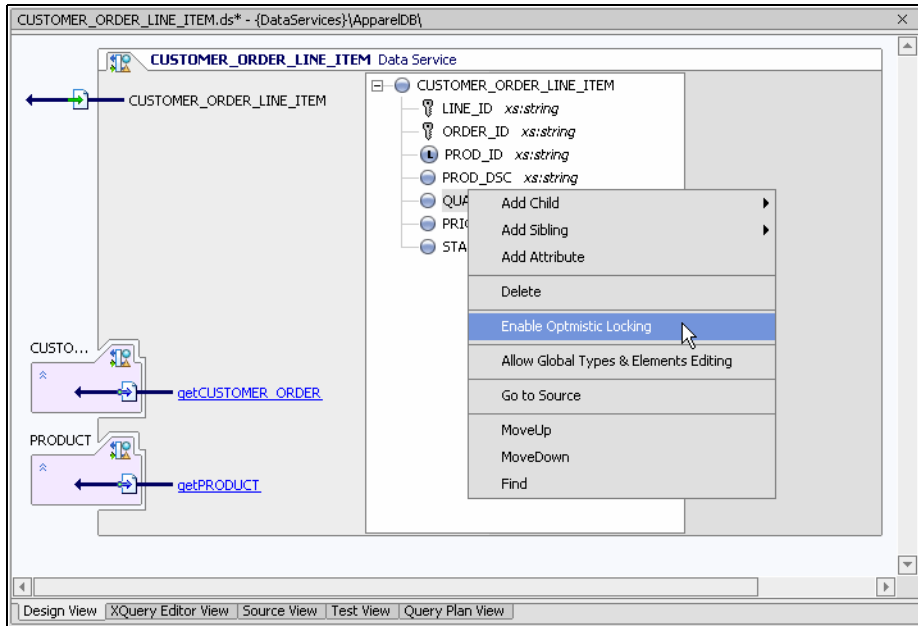 CUSTOMER_ORDER_LINE_ITEM.ds* - {DataServices}\ApparelDB\
CUSTOMER_ORDER_LINE_ITEM Data Service
CUSTOMER_ORDER_LINE_ITEM
CUSTOMER_ORDER_LINE_ITEM
LINE_ID xs:string
ORDER_ID xs:string
PROD_ID xs:string
PROD_DSC xs:string
QUA
PRI
STA
Add Child
Add Sibling
Add Attribute
Delete
Enable Optmistic Locking
Allow Global Types & Elements Editing
Go to Source
MoveUp
MoveDown
Find
CUSTO...
getCUSTOMER_ORDER
PRODUCT
getPRODUCT
Design View XQuery Editor View Source View Test View Query Plan View